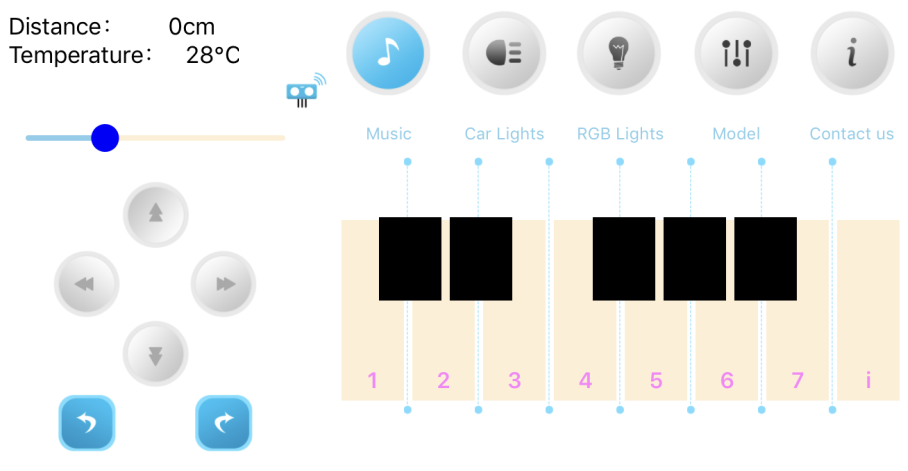 Distance: 0cm
Temperature: 28°C
Music Car Lights RGB Lights Model Contact us
1 2 3 4 5 6 7 i